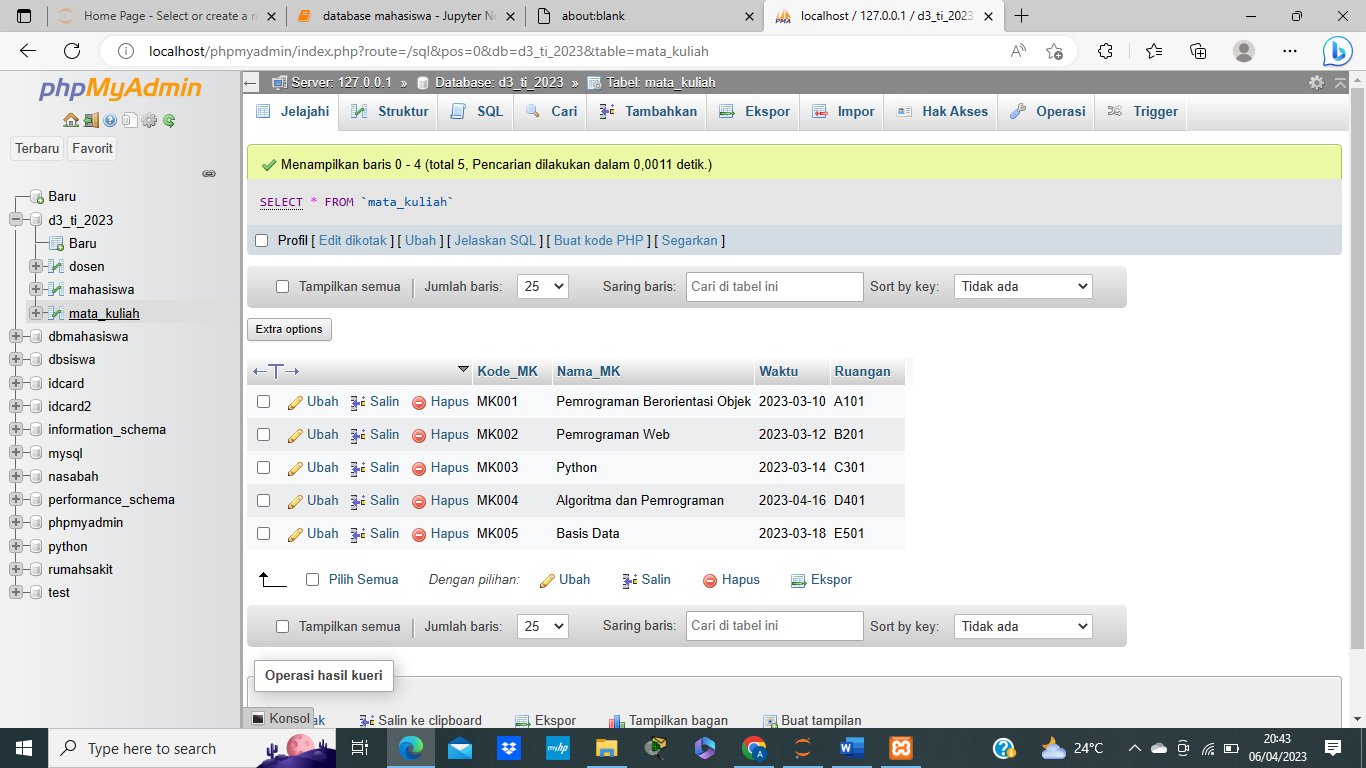 Home Page - Select or create a n
database mahasiswa - Jupyter No
about:blank
localhost / 127.0.0.1 / d3_ti_2023
localhost/phpmyadmin/index.php?route=/sql&pos=0&db=d3_ti_2023&table=mata_kuliah
phpMyAdmin
Terbaru Favorit
Baru
d3_ti_2023
Baru
dosen
mahasiswa
mata_kuliah
dbmahasiswa
dbsiswa
idcard
idcard2
information_schema
mysql
nasabah
performance_schema
phpmyadmin
python
rumahsakit
test
Server: 127.0.0.1 » Database: d3_ti_2023 » Tabel: mata_kuliah
Jelajahi Struktur SQL Cari Tambahkan Ekspor Impor Hak Akses Operasi Trigger
Menampilkan baris 0 - 4 (total 5, Pencarian dilakukan dalam 0,0011 detik.)
SELECT * FROM `mata_kuliah`
Profil [ Edit dikotak ] [ Ubah ] [ Jelaskan SQL ] [ Buat kode PHP ] [ Segarkan ]
Tampilkan semua Jumlah baris: 25 Saring baris: Cari di tabel ini Sort by key: Tidak ada
Extra options
Kode_MK Nama_MK Waktu Ruangan
Ubah Salin Hapus MK001 Pemrograman Berorientasi Objek 2023-03-10 A101
Ubah Salin Hapus MK002 Pemrograman Web 2023-03-12 B201
Ubah Salin Hapus MK003 Python 2023-03-14 C301
Ubah Salin Hapus MK004 Algoritma dan Pemrograman 2023-04-16 D401
Ubah Salin Hapus MK005 Basis Data 2023-03-18 E501
Pilih Semua Dengan pilihan: Ubah Salin Hapus Ekspor
Tampilkan semua Jumlah baris: 25 Saring baris: Cari di tabel ini Sort by key: Tidak ada
Operasi hasil kueri
Konsol ak Salin ke clipboard Ekspor Tampilkan bagan Buat tampilan
Type here to search
24°C
20:43
06/04/2023